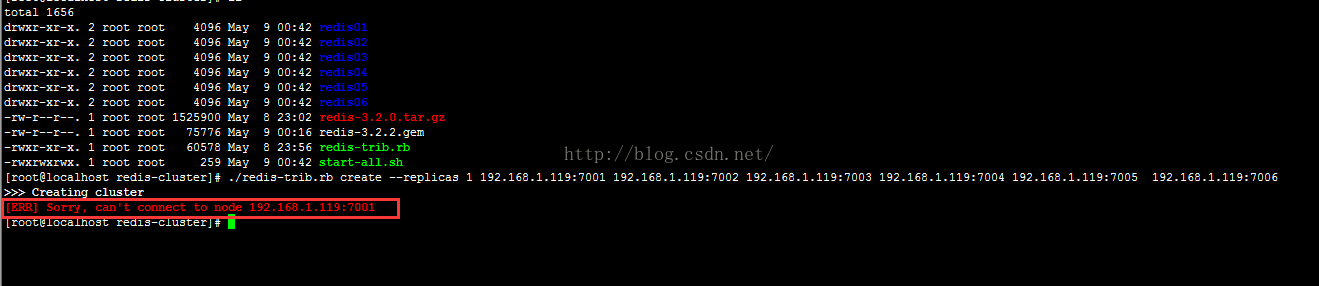 total 1656
drwxr-xr-x. 2 root root    4096 May  9 00:42 redis01
drwxr-xr-x. 2 root root    4096 May  9 00:42 redis02
drwxr-xr-x. 2 root root    4096 May  9 00:42 redis03
drwxr-xr-x. 2 root root    4096 May  9 00:42 redis04
drwxr-xr-x. 2 root root    4096 May  9 00:42 redis05
drwxr-xr-x. 2 root root    4096 May  9 00:42 redis06
-rw-r--r--. 1 root root 1525900 May  8 23:02 redis-3.2.0.tar.gz
-rw-r--r--. 1 root root   75776 May  9 00:16 redis-3.2.2.gem
-rwxr-xr-x. 1 root root   60578 May  8 23:56 redis-trib.rb
-rwxrwxrwx. 1 root root     259 May  9 00:42 start-all.sh
http://blog.csdn.net/
[root@localhost redis-cluster]# ./redis-trib.rb create --replicas 1 192.168.1.119:7001 192.168.1.119:7002 192.168.1.119:7003 192.168.1.119:7004 192.168.1.119:7005  192.168.1.119:7006
>>> Creating cluster
[ERR] Sorry, can't connect to node 192.168.1.119:7001
[root@localhost redis-cluster]#